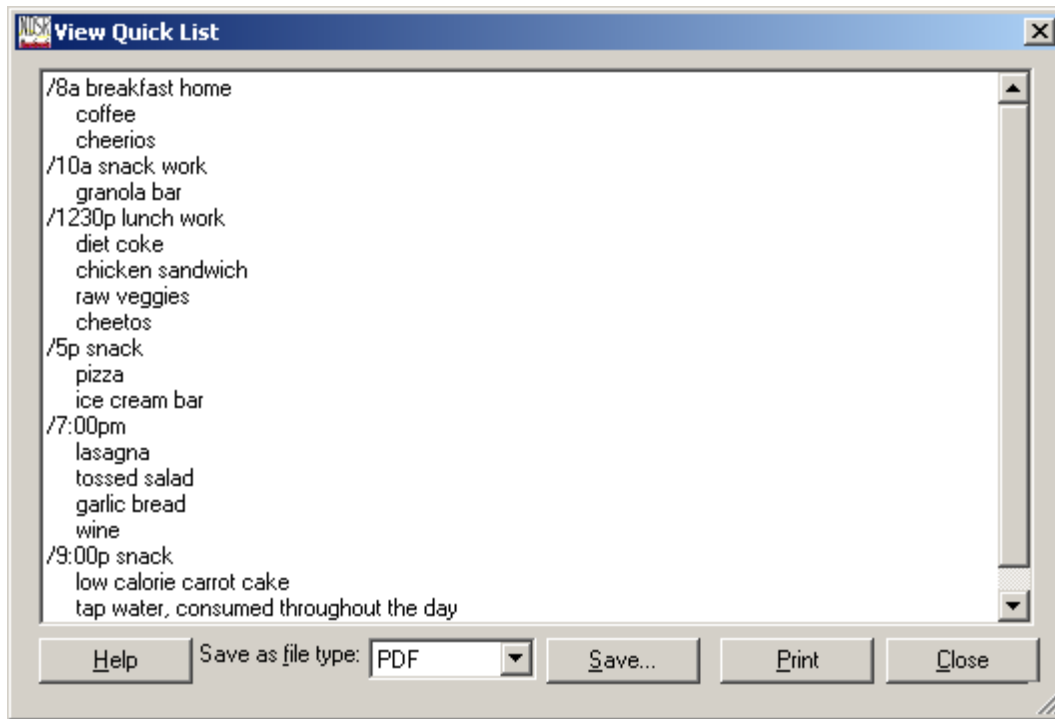 View Quick List
/8a breakfast home
coffee
cheerios
/10a snack work
granola bar
/1230p lunch work
diet coke
chicken sandwich
raw veggies
cheetos
/5p snack
pizza
ice cream bar
/7:00pm
lasagna
tossed salad
garlic bread
wine
/9:00p snack
low calorie carrot cake
tap water, consumed throughout the day
Help Save as file type: PDF Save... Print Close